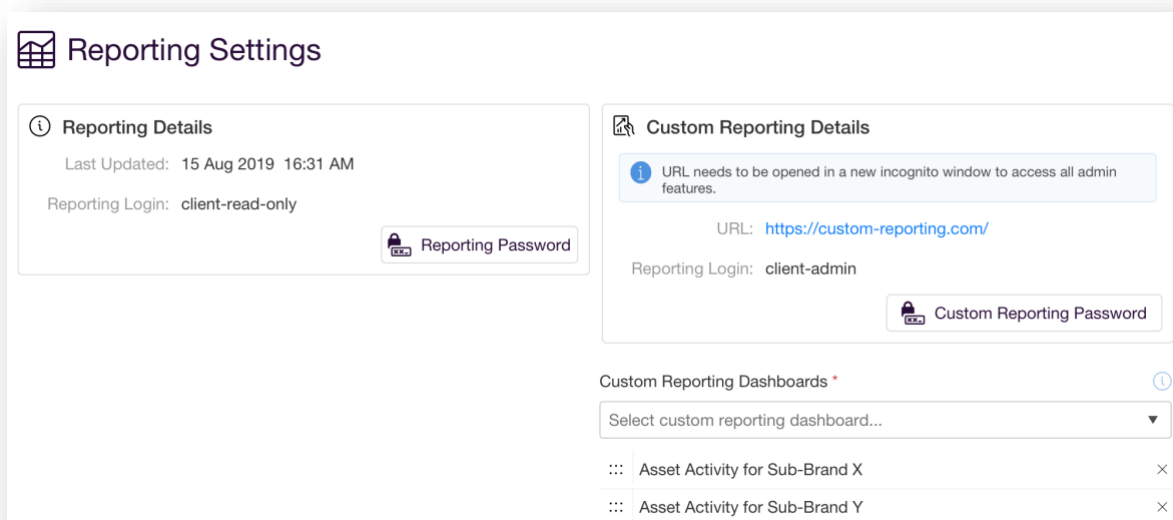 Reporting Settings
Reporting Details
Last Updated: 15 Aug 2019 16:31 AM
Reporting Login: client-read-only
Reporting Password
Custom Reporting Details
URL needs to be opened in a new incognito window to access all admin
features.
URL: https://custom-reporting.com/
Reporting Login: client-admin
Custom Reporting Password
Custom Reporting Dashboards *
Select custom reporting dashboard...
Asset Activity for Sub-Brand X
Asset Activity for Sub-Brand Y